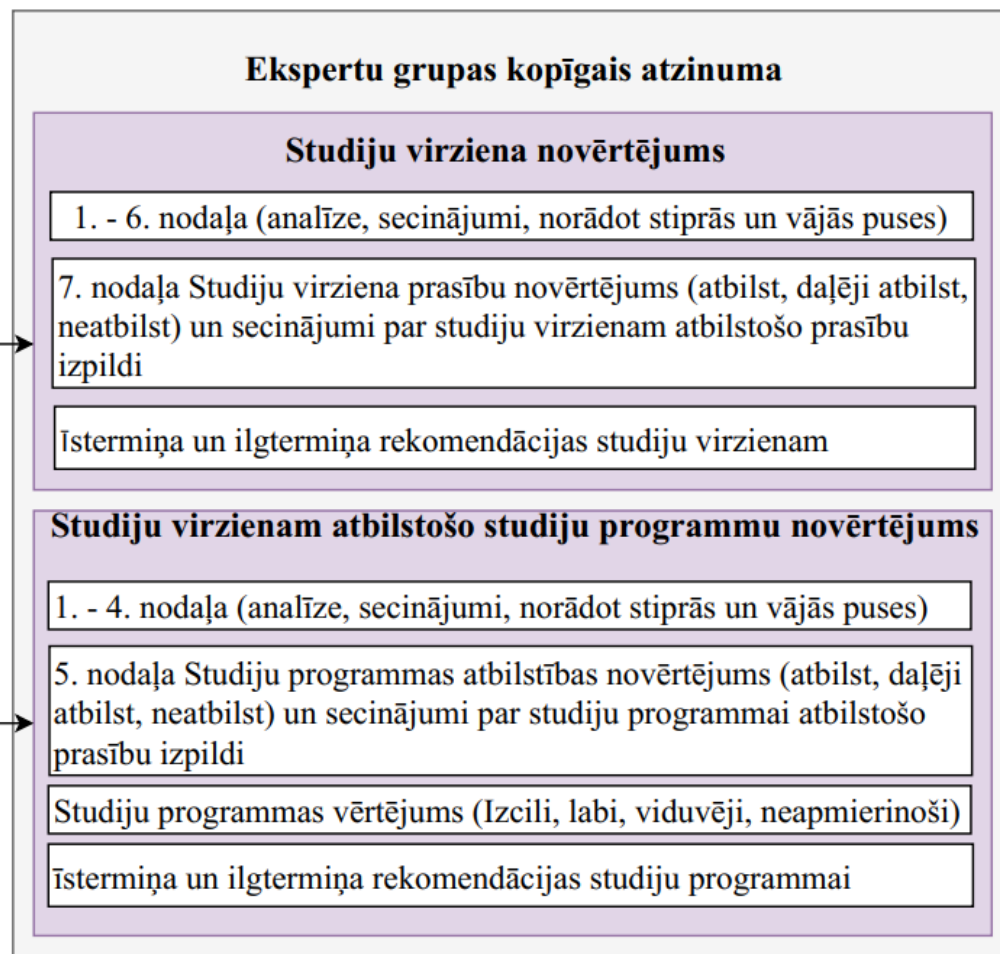 Ekspertu grupas kopīgais atzinuma
Studiju virziena novērtējums
1. - 6. nodaļa (analīze, secinājumi, norādot stiprās un vājās puses)
7. nodaļa Studiju virziena prasību novērtējums (atbilst, daļēji atbilst,
neatbilst) un secinājumi par studiju virzienam atbilstošo prasību
izpildi
īstermiņa un ilgtermiņa rekomendācijas studiju virzienam
Studiju virzienam atbilstošo studiju programmu novērtējums
1. - 4. nodaļa (analīze, secinājumi, norādot stiprās un vājās puses)
5. nodaļa Studiju programmas atbilstības novērtējums (atbilst, daļēji
atbilst, neatbilst) un secinājumi par studiju programmai atbilstošo
prasību izpildi
Studiju programmas vērtējums (Izcili, labi, viduvēji, neapmierinoši)
īstermiņa un ilgtermiņa rekomendācijas studiju programmai